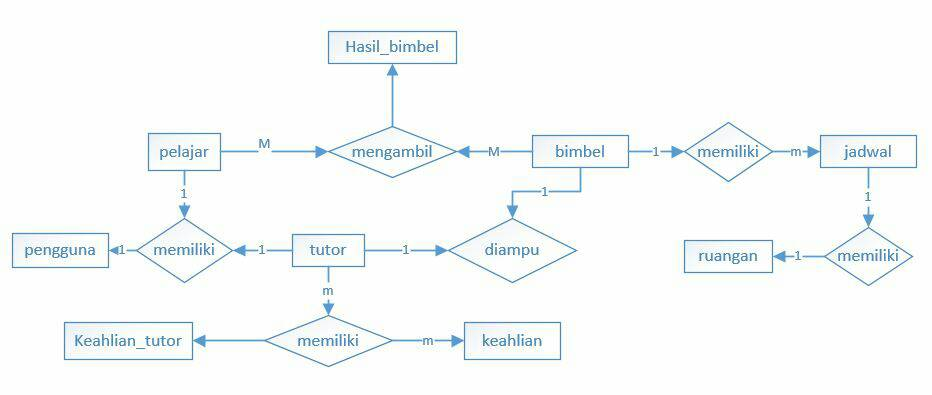 Hasil_bimbel
pelajar
M
mengambil
M
bimbel
1
memiliki
m
jadwal
1
1
1
pengguna
1
memiliki
1
tutor
1
diampu
ruangan
1
memiliki
m
Keahlian_tutor
memiliki
m
keahlian